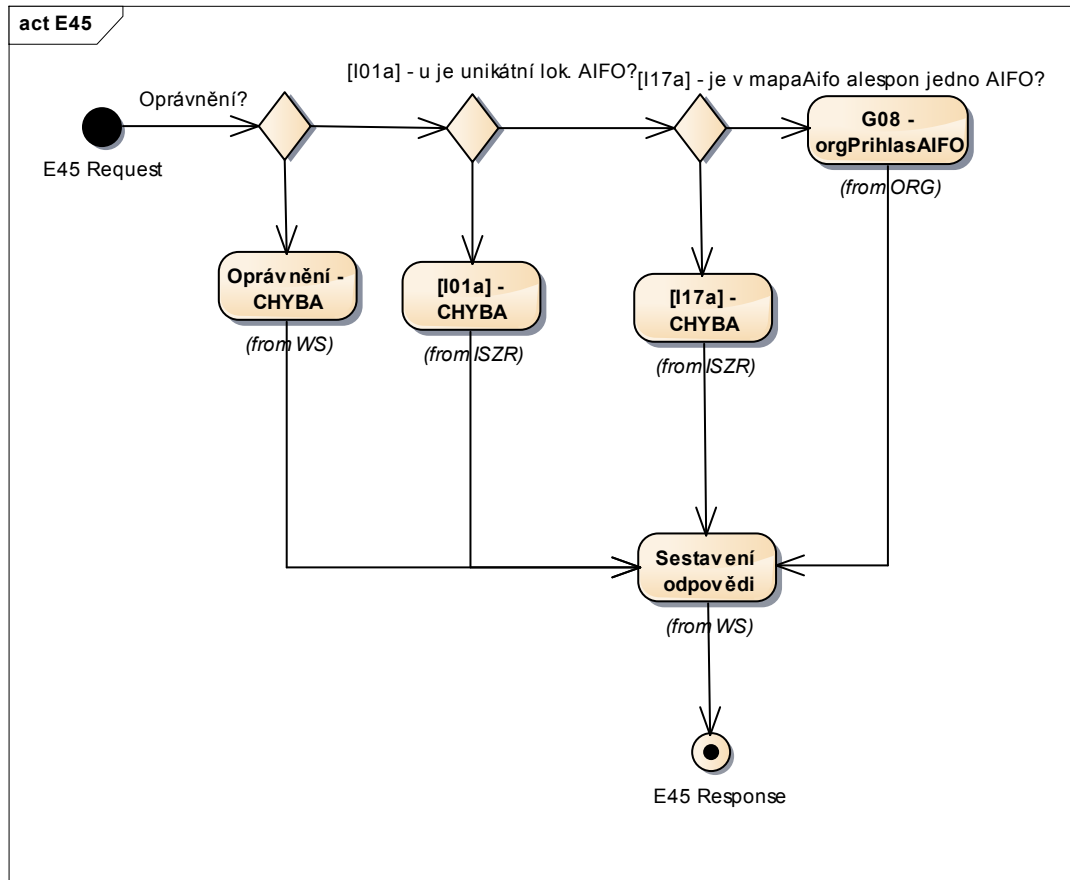 act E45
[I01a] - u je unikátní lok. AIFO?
[I17a] - je v mapaAifo alespon jedno AIFO?
Oprávnění?
E45 Request
G08 -
orgPrihlasAIFO
(from ORG)
Oprávnění -
CHYBA
(from WS)
[I01a] -
CHYBA
(from ISZR)
[I17a] -
CHYBA
(from ISZR)
Sestavení
odpovědi
(from WS)
E45 Response